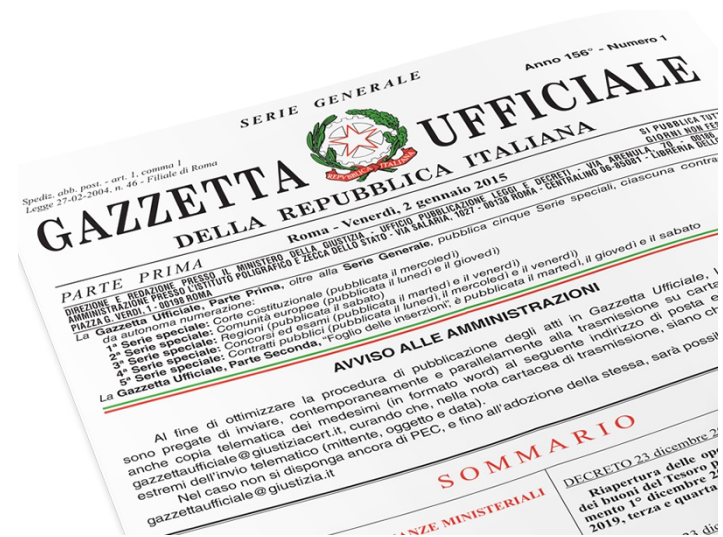 SERIE GENERALE
Anno 156° - Numero 1
Spediz. abb. post. - art. 1, comma 1
Legge 27-02-2004, n. 46 - Filiale di Roma
GAZZETTA UFFICIALE
REPVBBLICA ITALIANA
DELLA REPUBBLICA ITALIANA
PARTE PRIMA
Roma - Venerdì, 2 gennaio 2015
SI PUBBLICA TUTT
GIORNI NON FES
DIREZIONE E REDAZIONE PRESSO IL MINISTERO DELLA GIUSTIZIA - UFFICIO PUBBLICAZIONE LEGGI E DECRETI - VIA ARENULA, 70 - 00186
AMMINISTRAZIONE PRESSO L'ISTITUTO POLIGRAFICO E ZECCA DELLO STATO - VIA SALARIA, 1027 - 00138 ROMA - CENTRALINO 06-85081 - LIBRERIA DELLO
PIAZZA G. VERDI, 1 - 00198 ROMA
La Gazzetta Ufficiale, Parte Prima, oltre alla Serie Generale, pubblica cinque Serie speciali, ciascuna contra
da autonoma numerazione:
1ª Serie speciale: Corte costituzionale (pubblicata il mercoledì)
2ª Serie speciale: Comunità europee (pubblicata il lunedì e il giovedì)
3ª Serie speciale: Regioni (pubblicata il sabato)
4ª Serie speciale: Concorsi ed esami (pubblicata il martedì e il venerdì)
5ª Serie speciale: Contratti pubblici (pubblicata il lunedì, il mercoledì e il venerdì)
La Gazzetta Ufficiale, Parte Seconda, "Foglio delle inserzioni", è pubblicata il martedì, il giovedì e il sabato
AVVISO ALLE AMMINISTRAZIONI
Al fine di ottimizzare la procedura di pubblicazione degli atti in Gazzetta Ufficiale,
sono pregate di inviare, contemporaneamente e parallelamente alla trasmissione su carta
anche copia telematica dei medesimi (in formato word) al seguente indirizzo di posta e
gazzettaufficiale@giustiziacert.it, curando che, nella nota cartacea di trasmissione, siano ch
estremi dell'invio telematico (mittente, oggetto e data).
Nel caso non si disponga ancora di PEC, e fino all'adozione della stessa, sarà possi
gazzettaufficiale@giustizia.it
SOMMARIO
ANZE MINISTERIALI
DECRETO 23 dicembre 2
Riapertura delle ope
dei buoni del Tesoro p
mento 1° dicembre 2
2019, terza e quarta